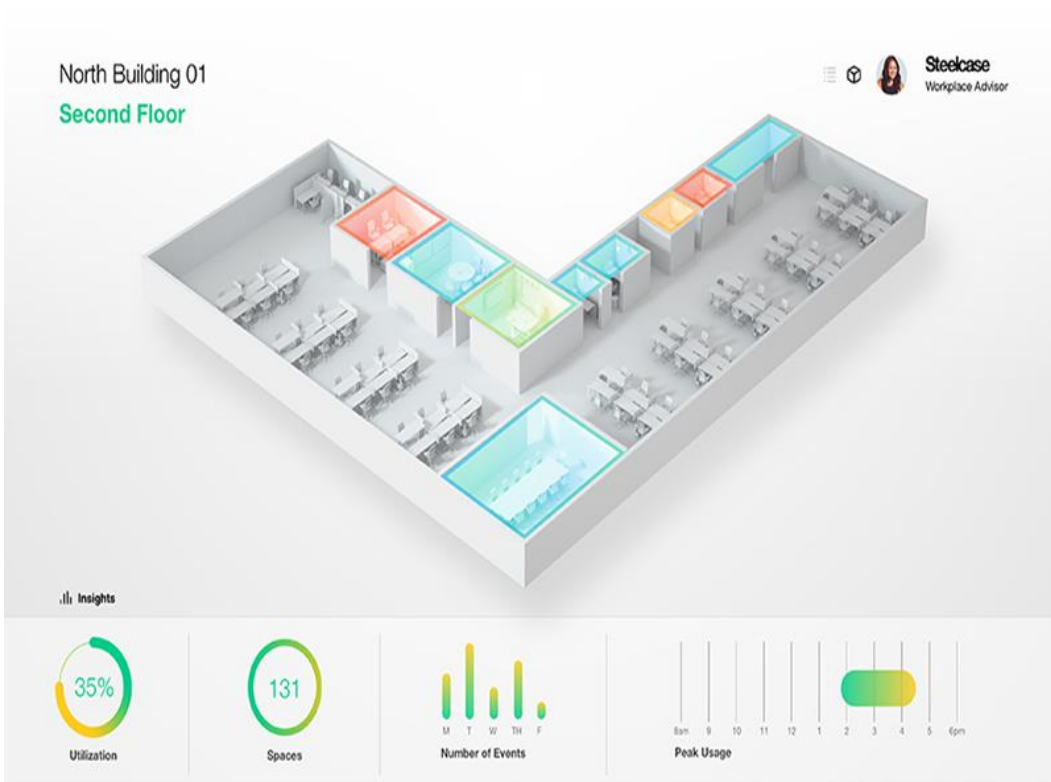 North Building 01
Second Floor
Steelcase
Workplace Advisor
Insights
35%
Utilization
131
Spaces
M T W TH F
Number of Events
8am 9 10 11 12 1 2 3 4 5 6pm
Peak Usage